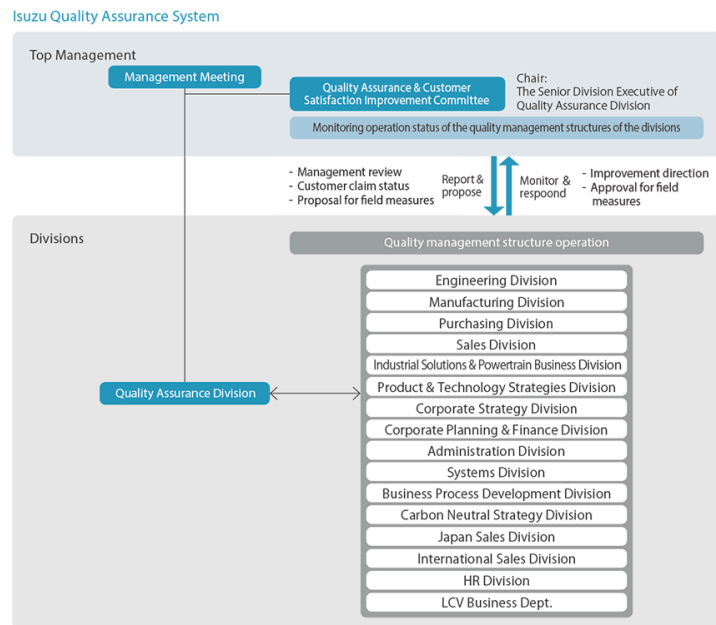 Isuzu Quality Assurance System
Top Management
Management Meeting
Quality Assurance & Customer
Satisfaction Improvement Committee
Chair:
The Senior Division Executive of
Quality Assurance Division
Monitoring operation status of the quality management structures of the divisions
- Management review
- Customer claim status
- Proposal for field measures
Report &
propose
Monitor &
respoond
- Improvement direction
- Approval for field
measures
Divisions
Quality management structure operation
Engineering Division
Manufacturing Division
Purchasing Division
Sales Division
Industrial Solutions & Powertrain Business Division
Product & Technology Strategies Division
Corporate Strategy Division
Corporate Planning & Finance Division
Administration Division
Systems Division
Business Process Development Division
Carbon Neutral Strategy Division
Japan Sales Division
International Sales Division
HR Division
LCV Business Dept.
Quality Assurance Division